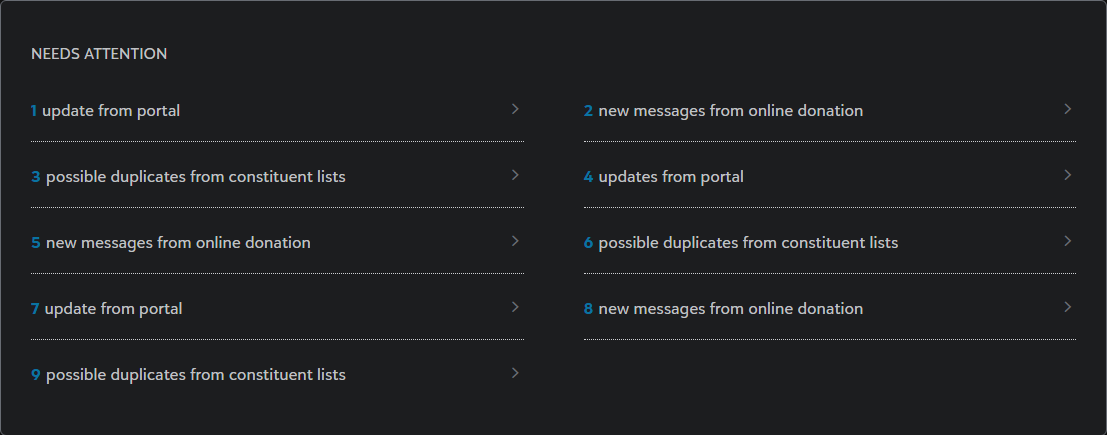 NEEDS ATTENTION
1 update from portal
2 new messages from online donation
3 possible duplicates from constituent lists
4 updates from portal
5 new messages from online donation
6 possible duplicates from constituent lists
7 update from portal
8 new messages from online donation
9 possible duplicates from constituent lists